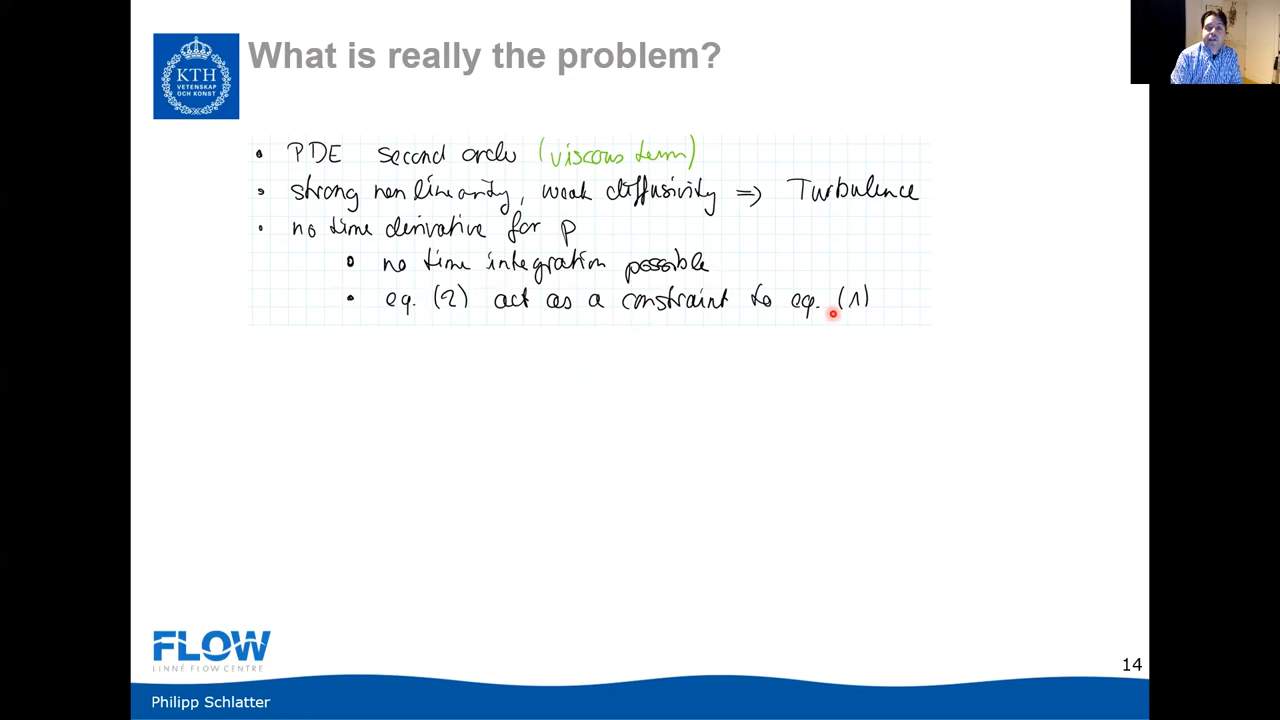 What is really the problem?
KTH
VETENSKAP
OCH KONST
• PDE second order (viscous term)
• strong nonlinearity, weak diffusivity ⇒ Turbulence
• no time derivative for p
• no time integration possible
• eq. (2) act as a constraint to eq. (1)
FLOW
LINNÉ FLOW CENTRE
14
Philipp Schlatter